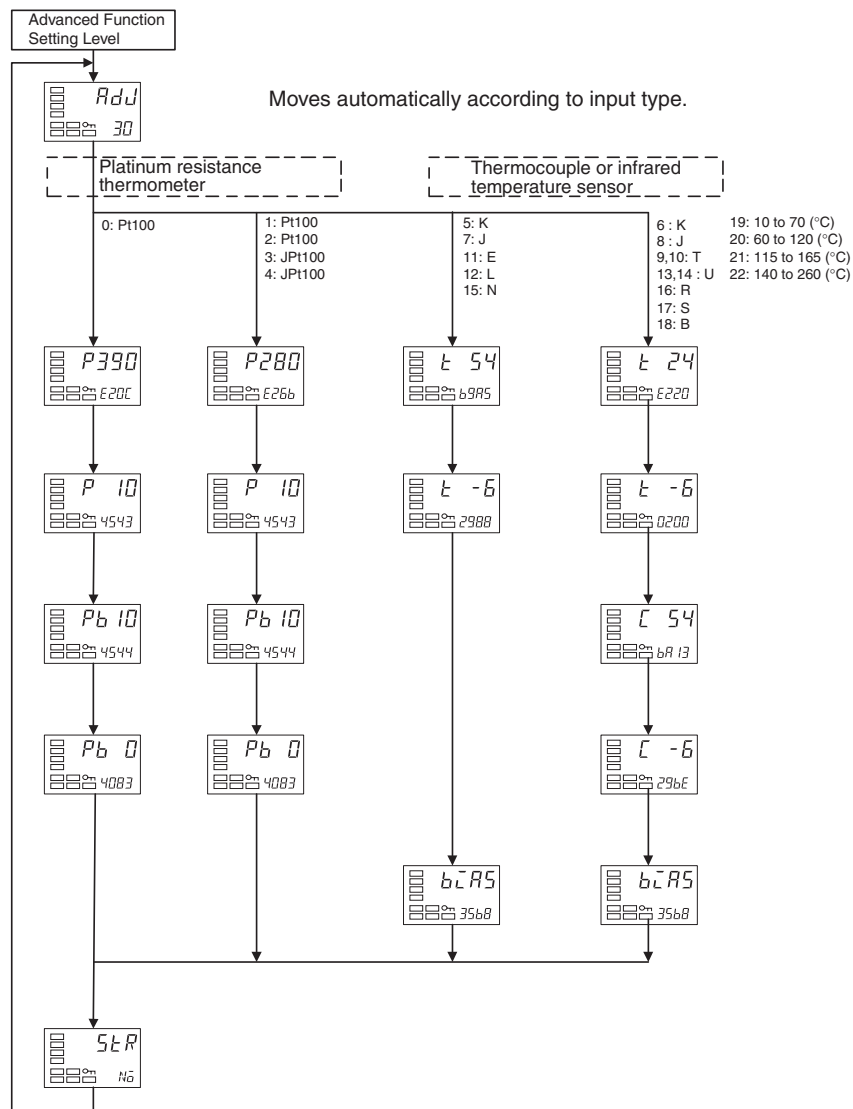 Advanced Function
Setting Level
AdJ
30
Moves automatically according to input type.
Platinum resistance
thermometer
Thermocouple or infrared
temperature sensor
0: Pt100
1: Pt100
2: Pt100
3: JPt100
4: JPt100
5: K
7: J
11: E
12: L
15: N
6 : K
8 : J
9,10: T
13,14 : U
16: R
17: S
18: B
19: 10 to 70 (°C)
20: 60 to 120 (°C)
21: 115 to 165 (°C)
22: 140 to 260 (°C)
P390
E20C
P280
E26b
t 54
b9A5
t 24
E220
P 10
4543
P 10
4543
t -6
2988
t -6
0200
Pb 10
4544
Pb 10
4544
C 54
bA13
Pb 0
4083
Pb 0
4083
C -6
29bE
biAS
35b8
biAS
35b8
StR
No